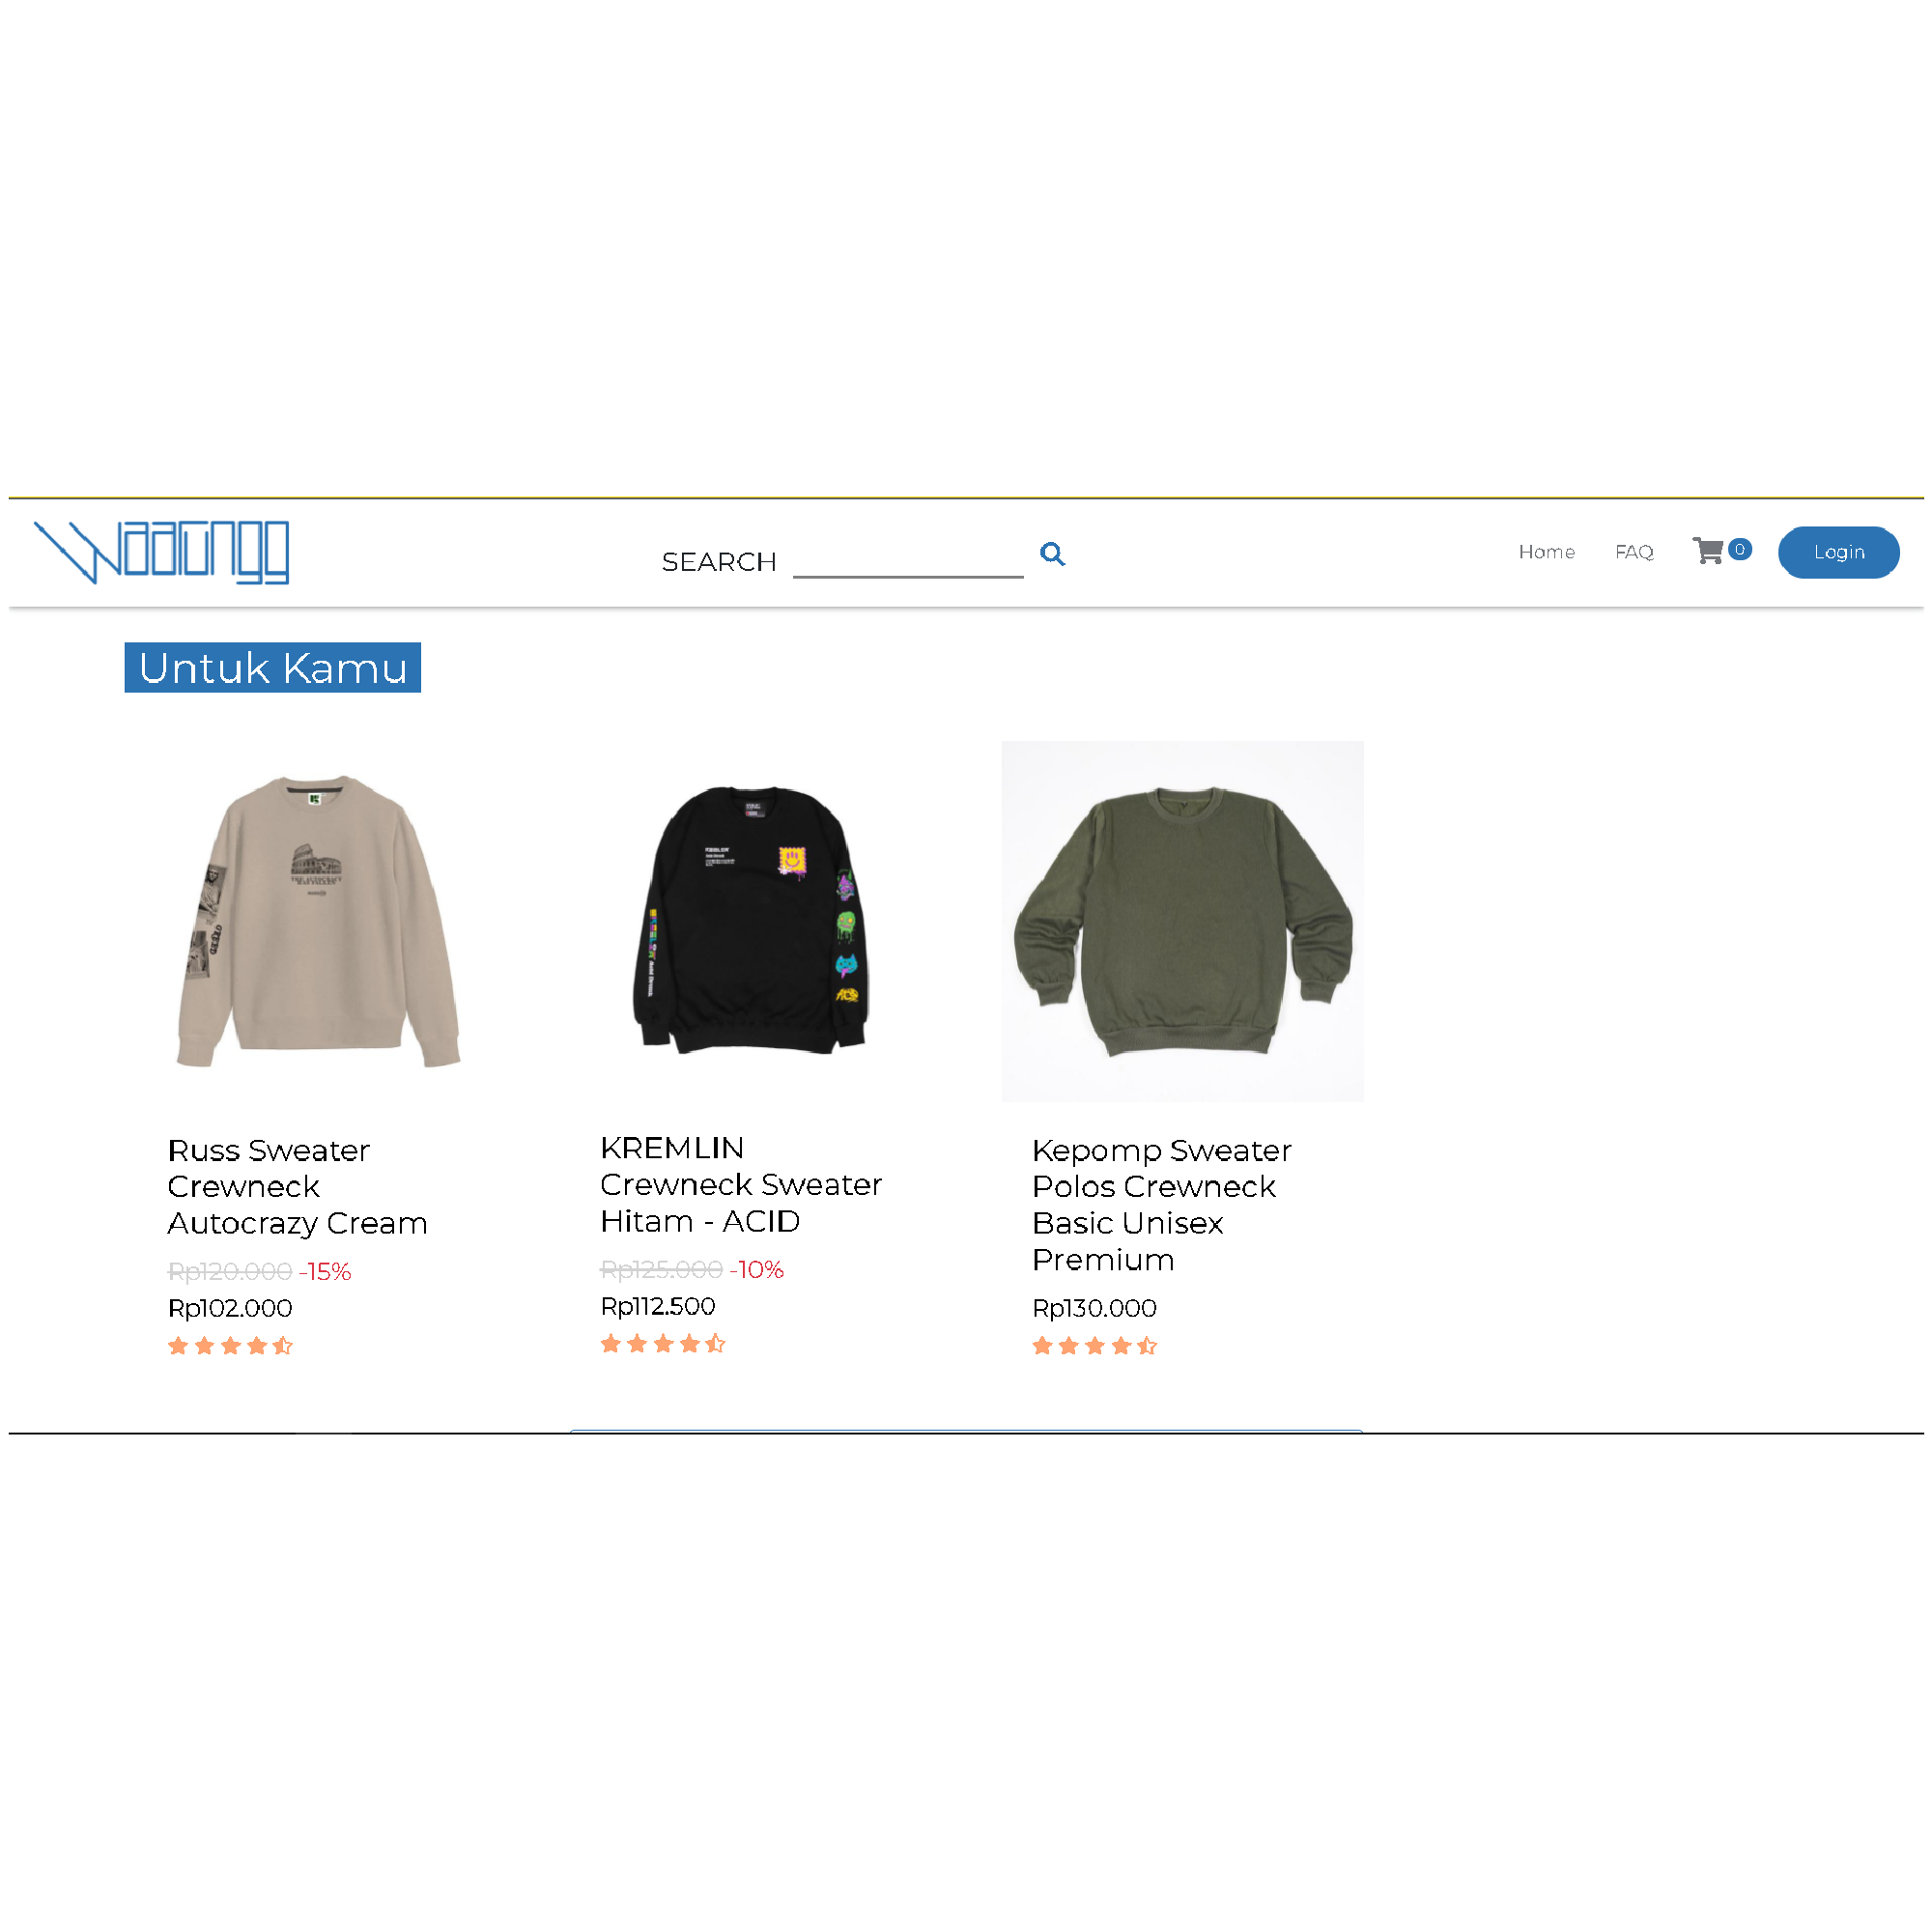 Waarungg
SEARCH
Home
FAQ
0
Login
Untuk Kamu
Russ Sweater
Crewneck
Autocrazy Cream
Rp120.000 -15%
Rp102.000
KREMLIN
Crewneck Sweater
Hitam - ACID
Rp125.000 -10%
Rp112.500
Kepomp Sweater
Polos Crewneck
Basic Unisex
Premium
Rp130.000